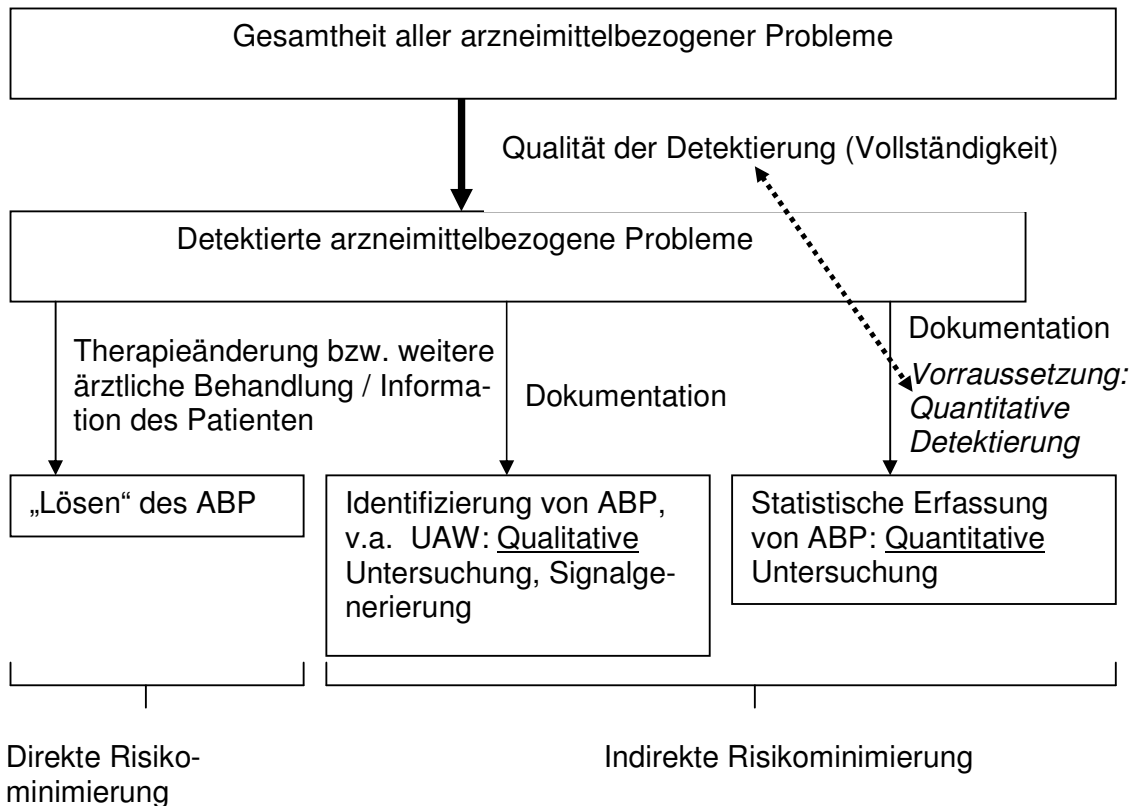 Gesamtheit aller arzneimittelbezogener Probleme
Qualität der Detektierung (Vollständigkeit)
Detektierte arzneimittelbezogene Probleme
Therapieänderung bzw. weitere
ärztliche Behandlung / Informa-
tion des Patienten
Dokumentation
Dokumentation
Vorraussetzung:
Quantitative
Detektierung
„Lösen“ des ABP
Identifizierung von ABP,
v.a. UAW: Qualitative
Untersuchung, Signalge-
nerierung
Statistische Erfassung
von ABP: Quantitative
Untersuchung
Direkte Risiko-
minimierung
Indirekte Risikominimierung